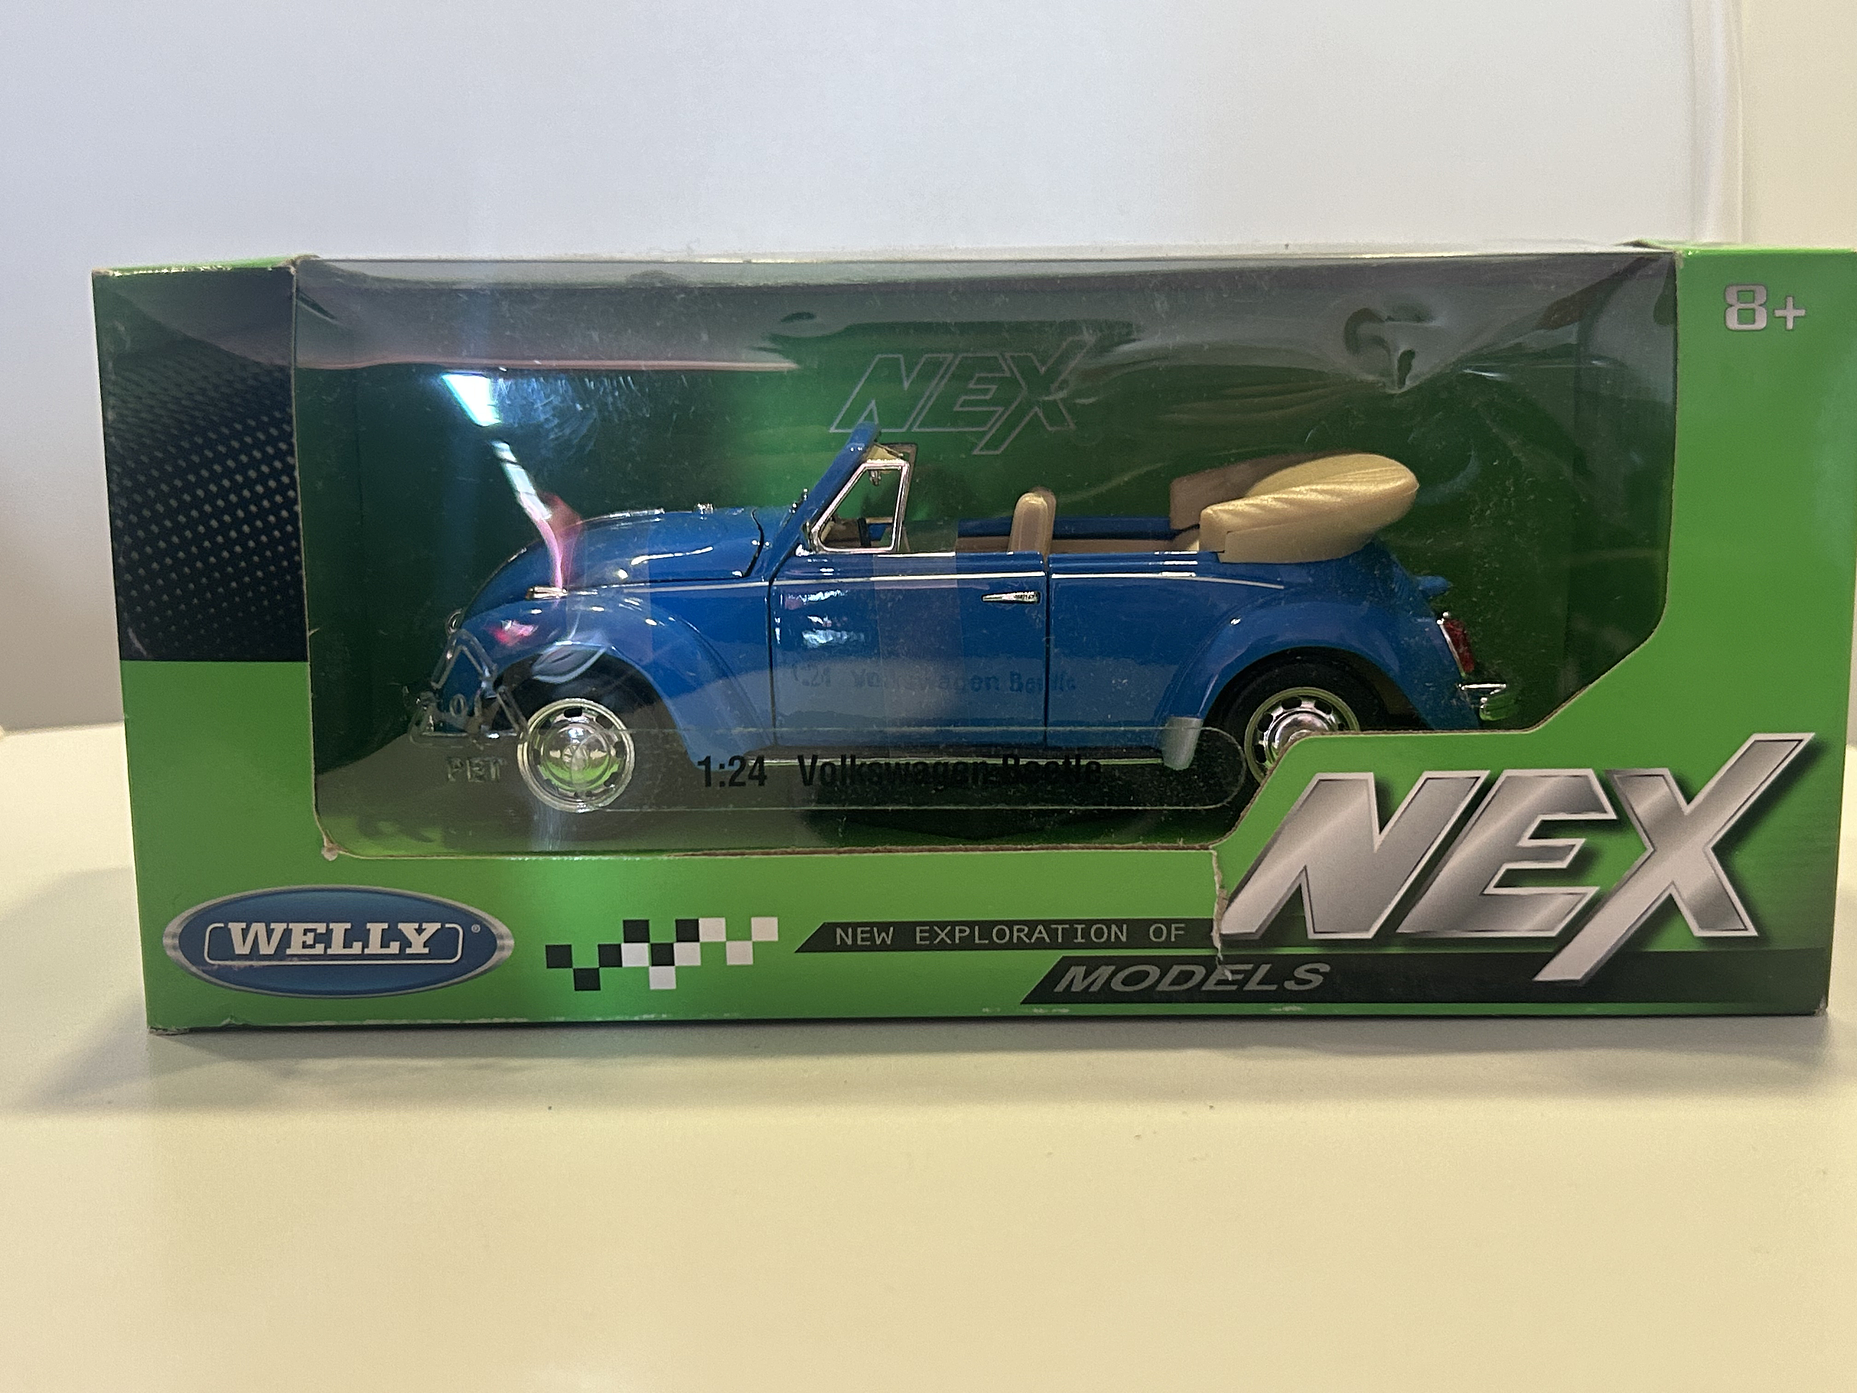 8+
NEX
PET
1:24 Volkswagen Beetle
NEX
WELLY®
NEW EXPLORATION OF
MODELS